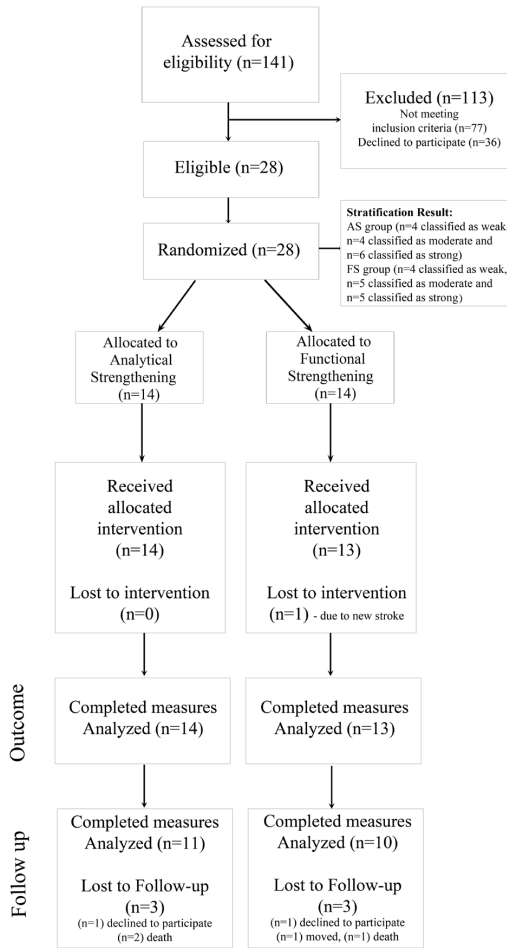 Assessed for
eligibility (n=141)
Excluded (n=113)
Not meeting
inclusion criteria (n=77)
Declined to participate (n=36)
Eligible (n=28)
Stratification Result:
AS group (n=4 classified as weak,
n=4 classified as moderate and
n=6 classified as strong)
FS group (n=4 classified as weak,
n=5 classified as moderate and
n=5 classified as strong)
Randomized (n=28)
Allocated to
Analytical
Strengthening
(n=14)
Allocated to
Functional
Strengthening
(n=14)
Received
allocated
intervention
(n=14)
Lost to intervention
(n=0)
Received
allocated
intervention
(n=13)
Lost to intervention
(n=1) - due to new stroke
Outcome
Completed measures
Analyzed (n=14)
Completed measures
Analyzed (n=13)
Follow up
Completed measures
Analyzed (n=11)
Lost to Follow-up
(n=3)
(n=1) declined to participate
(n=2) death
Completed measures
Analyzed (n=10)
Lost to Follow-up
(n=3)
(n=1) declined to participate
(n=1) moved, (n=1) death